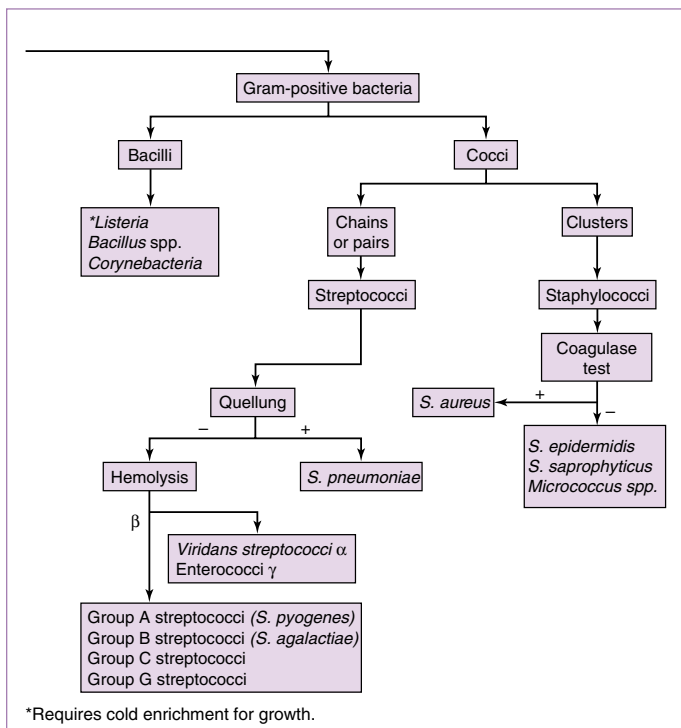 Gram-positive bacteria
Bacilli
Cocci
*Listeria
Bacillus spp.
Corynebacteria
Chains
or pairs
Clusters
Streptococci
Staphylococci
Coagulase
test
Quellung
S. aureus
+
–
–
+
S. epidermidis
S. saprophyticus
Micrococcus spp.
Hemolysis
S. pneumoniae
β
Viridans streptococci α
Enterococci γ
Group A streptococci (S. pyogenes)
Group B streptococci (S. agalactiae)
Group C streptococci
Group G streptococci
*Requires cold enrichment for growth.